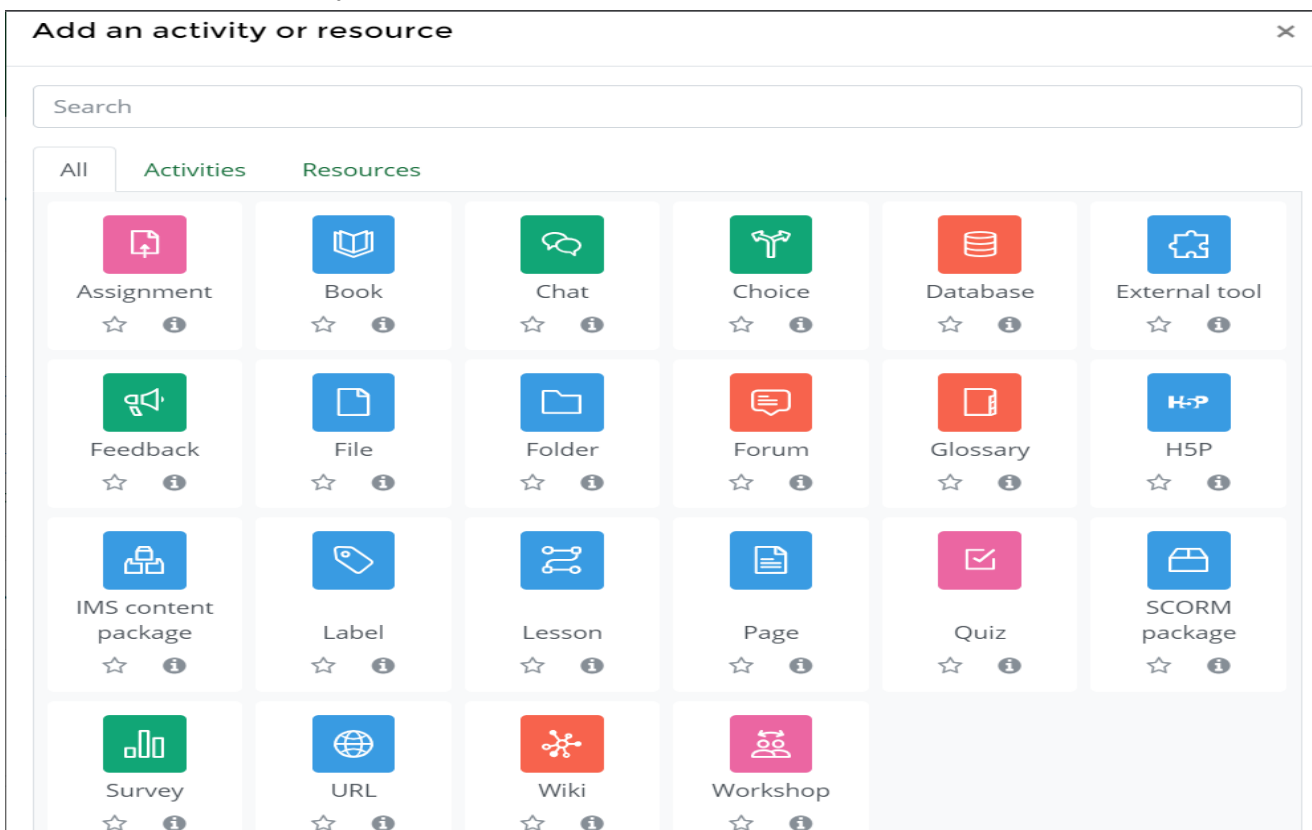 Add an activity or resource
Search
All Activities Resources
Assignment Book Chat Choice Database External tool
Feedback File Folder Forum Glossary H5P
H5P
IMS content package Label Lesson Page Quiz SCORM package
Survey URL Wiki Workshop